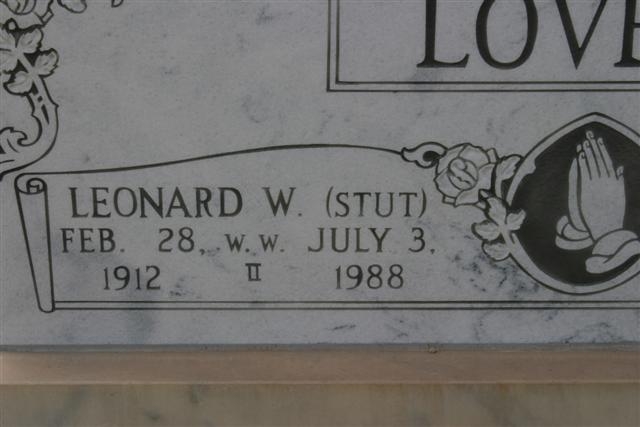 LOVE
LEONARD W. (STUT)
FEB. 28, W.W. JULY 3,
1912 II 1988